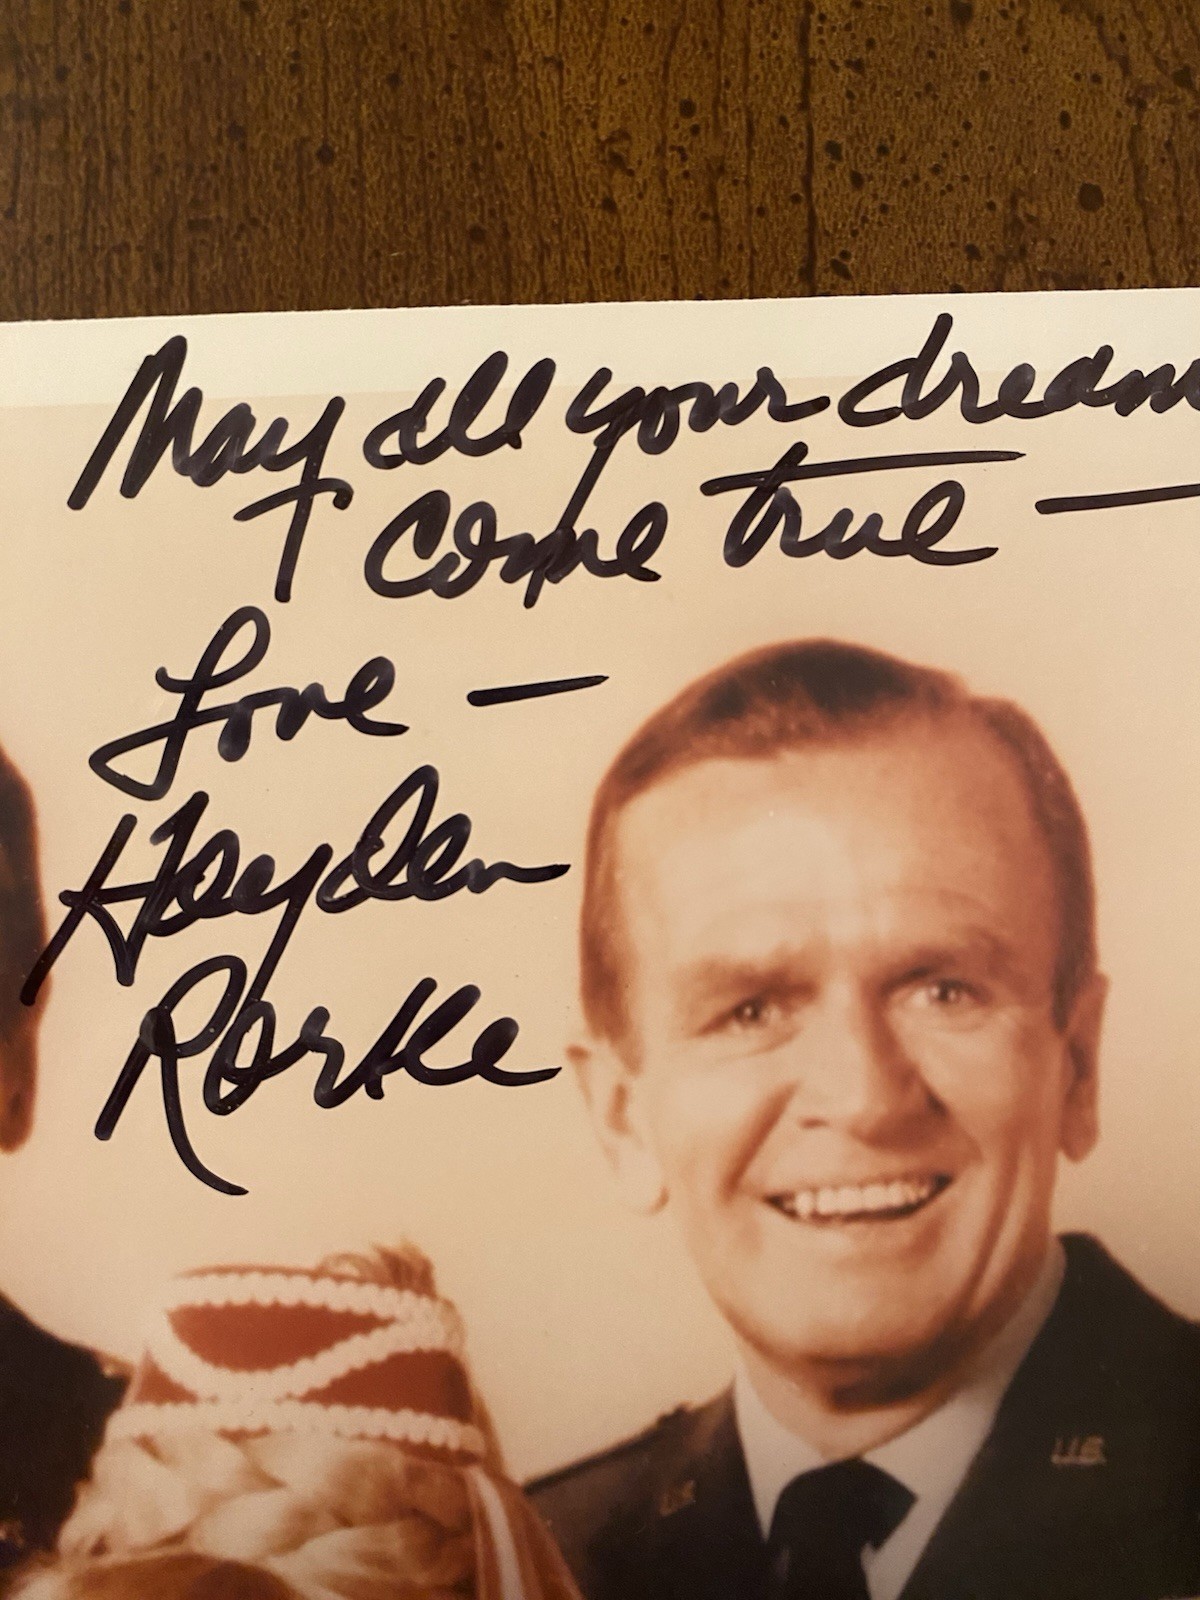 May all your dream
come true —
Love —
Hayden
Rorke
U.S.
U.S.